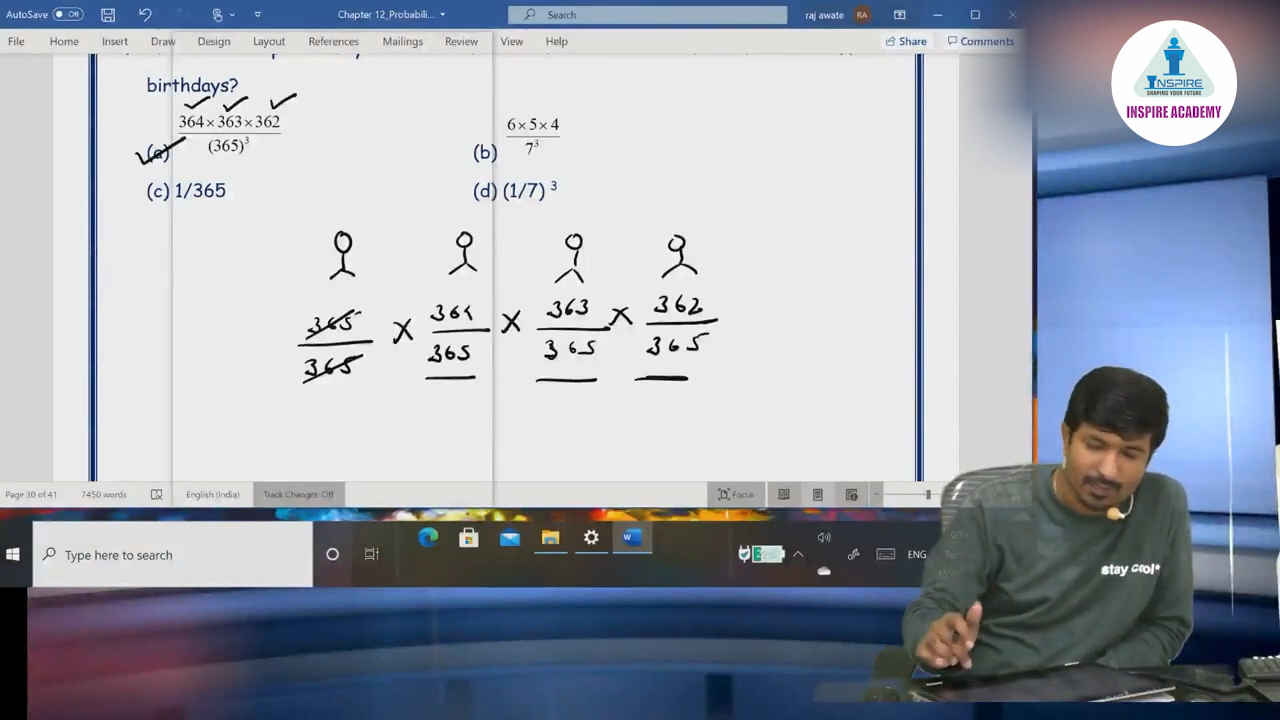 AutoSave Off
Chapter 12_Probabili...
Search
raj awate RA
File Home Insert Draw Design Layout References Mailings Review View Help Share Comments
birthdays?
(a) 364 × 363 × 362 / (365)³
(b) 6 × 5 × 4 / 7³
(c) 1/365
(d) (1/7) ³
365/365 × 364/365 × 363/365 × 362/365
Page 30 of 41 7450 words English (India) Track Changes: Off Focus
Type here to search
ENG
INSPIRE
SHAPING YOUR FUTURE
INSPIRE ACADEMY
stay cool